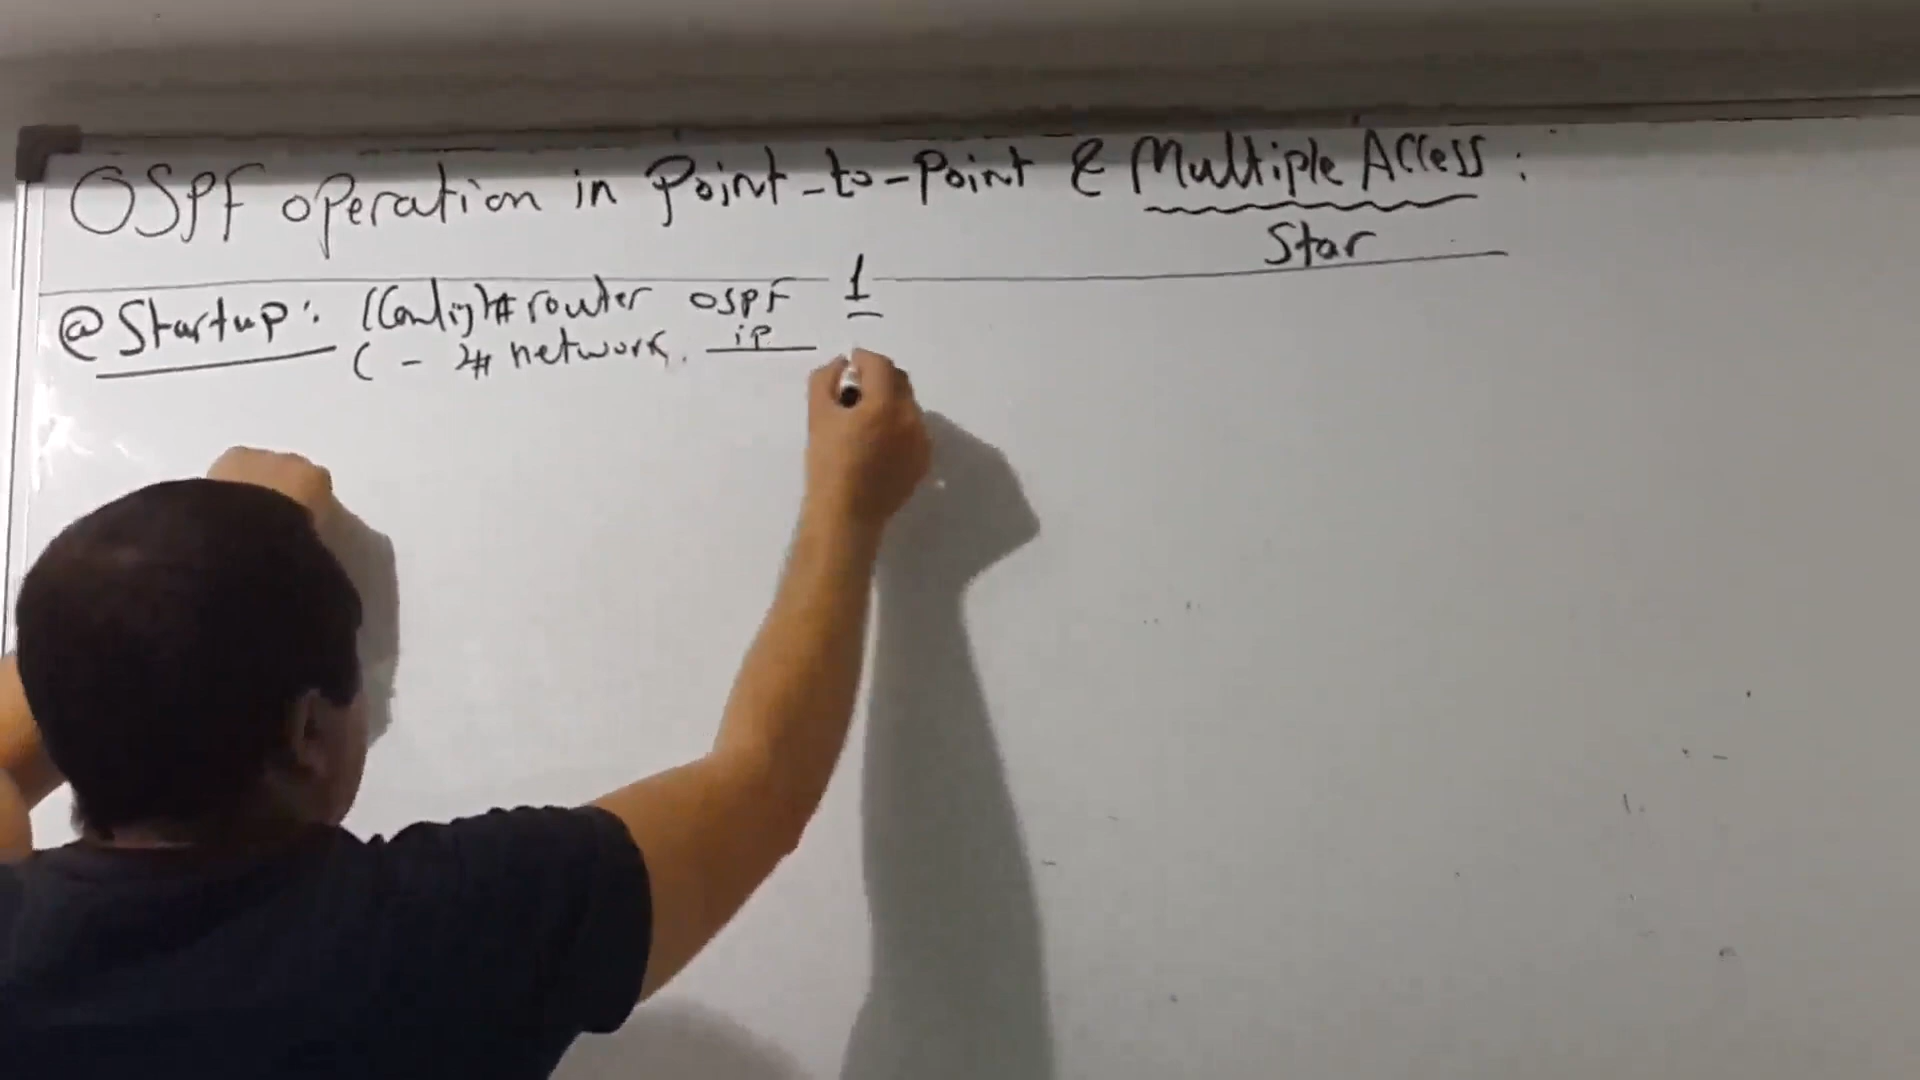 OSPF operation in Point-to-Point & Multiple Access:
Star
@Startup: (Config)# router OSPF 1
( - )# network ip